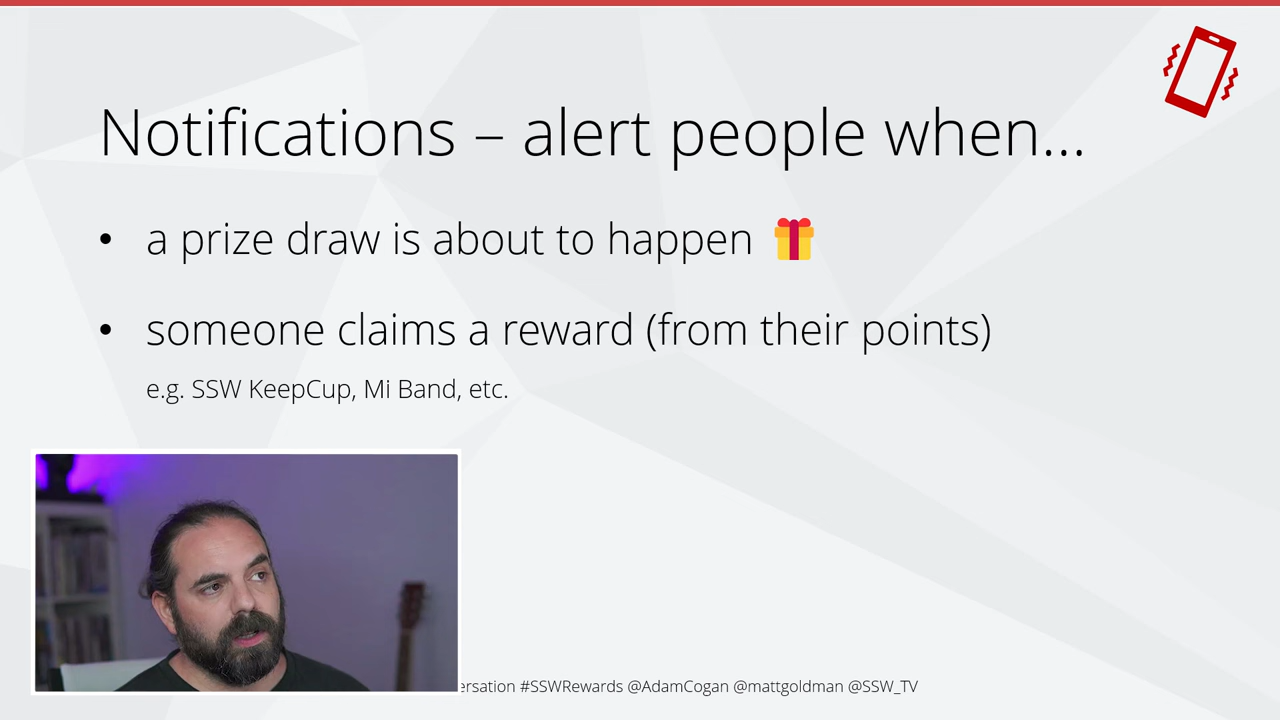 Notifications – alert people when...
• a prize draw is about to happen
• someone claims a reward (from their points)
e.g. SSW KeepCup, Mi Band, etc.
#SSWRewards @AdamCogan @mattgoldman @SSW_TV